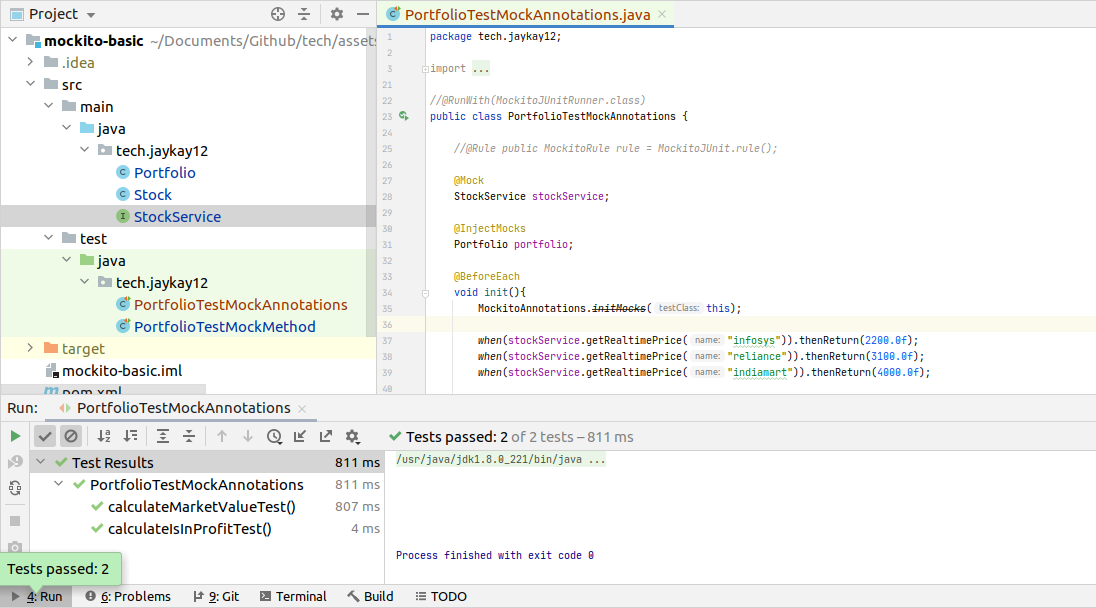 Project
mockito-basic ~/Documents/Github/tech/assets
.idea
src
main
java
tech.jaykay12
Portfolio
Stock
StockService
test
java
tech.jaykay12
PortfolioTestMockAnnotations
PortfolioTestMockMethod
target
mockito-basic.iml
pom.xml
PortfolioTestMockAnnotations.java
1 package tech.jaykay12;
2
3 import ...
21
22 //@RunWith(MockitoJUnitRunner.class)
23 public class PortfolioTestMockAnnotations {
24
25 //@Rule public MockitoRule rule = MockitoJUnit.rule();
26
27 @Mock
28 StockService stockService;
29
30 @InjectMocks
31 Portfolio portfolio;
32
33 @BeforeEach
34 void init(){
35 MockitoAnnotations.initMocks( testClass: this);
36
37 when(stockService.getRealtimePrice( name: "infosys")).thenReturn(2200.0f);
38 when(stockService.getRealtimePrice( name: "reliance")).thenReturn(3100.0f);
39 when(stockService.getRealtimePrice( name: "indiamart")).thenReturn(4000.0f);
40
Run: PortfolioTestMockAnnotations
Tests passed: 2 of 2 tests – 811 ms
Test Results 811 ms
PortfolioTestMockAnnotations 811 ms
calculateMarketValueTest() 807 ms
calculateIsInProfitTest() 4 ms
/usr/java/jdk1.8.0_221/bin/java ...
Process finished with exit code 0
Tests passed: 2
4: Run 6: Problems 9: Git Terminal Build TODO